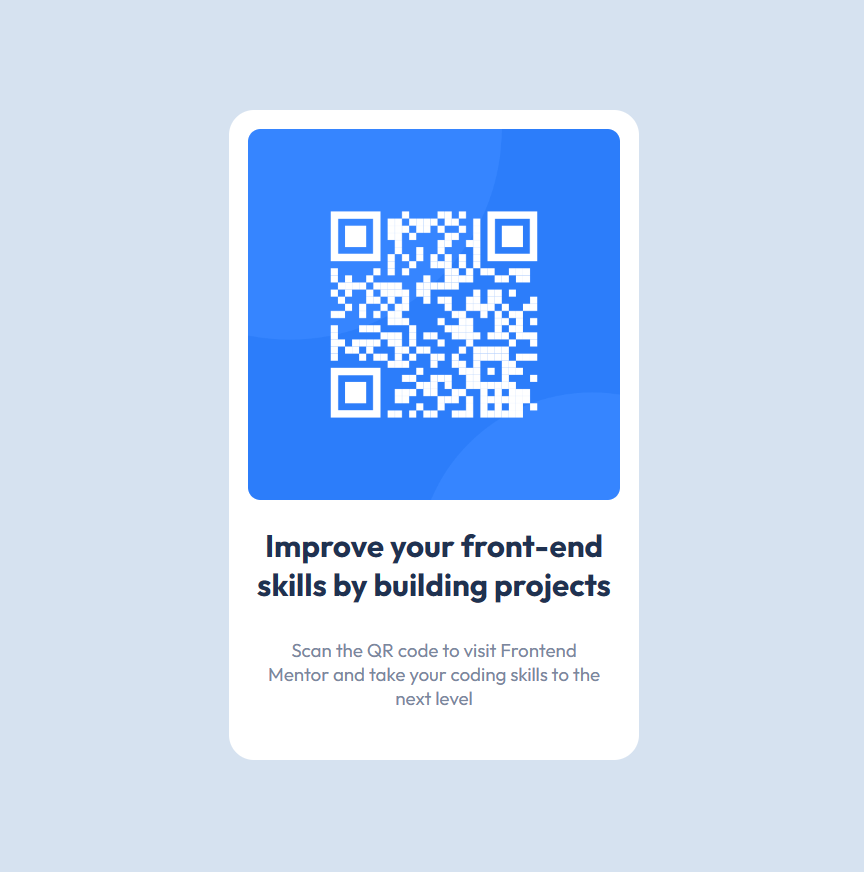 Improve your front-end
skills by building projects
Scan the QR code to visit Frontend
Mentor and take your coding skills to the
next level